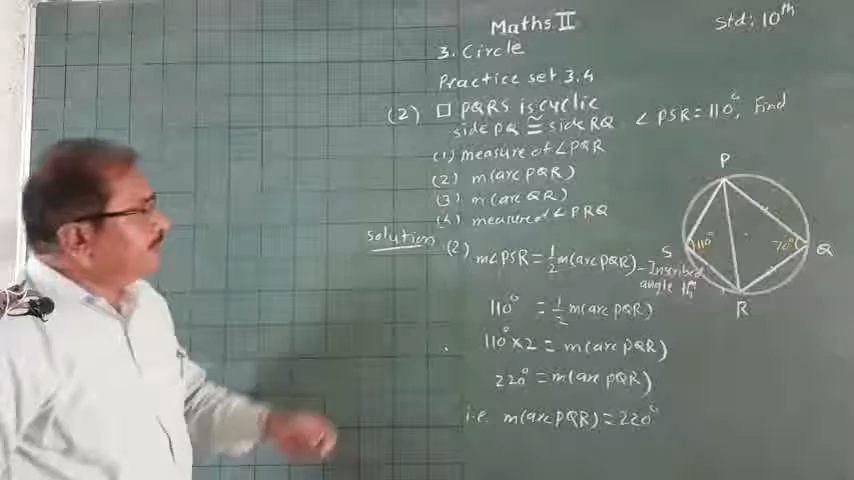 Maths II
Std: 10th
3. Circle
Practice set 3.4
(2) □ PQRS is cyclic
side PQ ≅ side RQ ∠PSR = 110°, Find
(1) measure of ∠PQR
(2) m(arc PQR)
(3) m(arc QR)
(4) measure of ∠PRQ
P
S 110° 70° Q
R
Solution (2) m∠PSR = 1/2 m(arc PQR) - Inscribed
angle thm
110° = 1/2 m(arc PQR)
110° × 2 = m(arc PQR)
220° = m(arc PQR)
i.e. m(arc PQR) = 220°